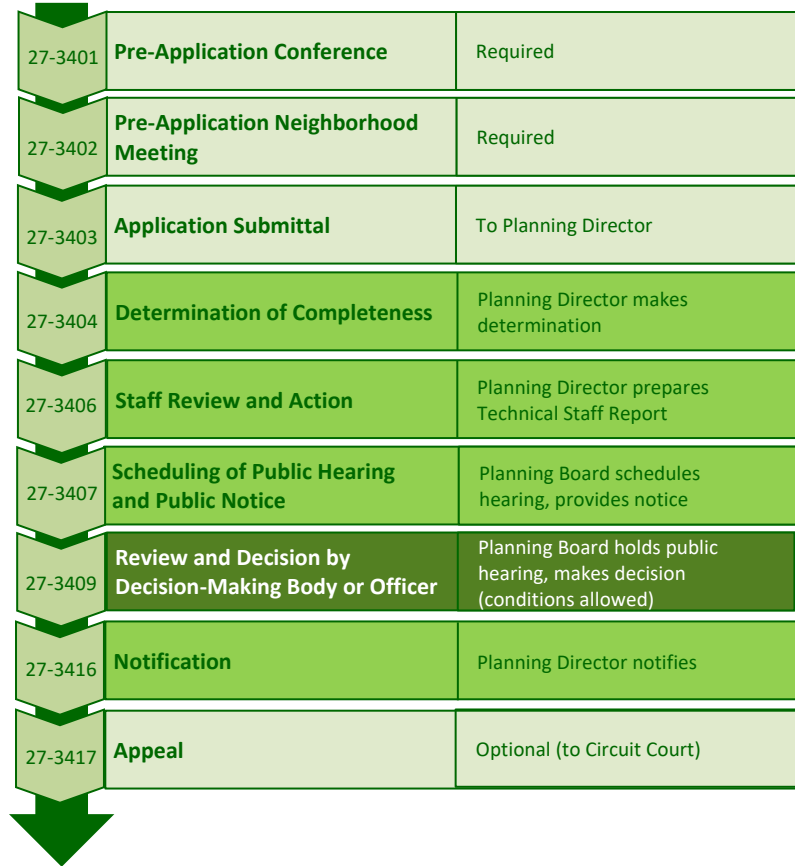 27-3401
Pre-Application Conference
Required
27-3402
Pre-Application Neighborhood
Meeting
Required
27-3403
Application Submittal
To Planning Director
27-3404
Determination of Completeness
Planning Director makes
determination
27-3406
Staff Review and Action
Planning Director prepares
Technical Staff Report
27-3407
Scheduling of Public Hearing
and Public Notice
Planning Board schedules
hearing, provides notice
27-3409
Review and Decision by
Decision-Making Body or Officer
Planning Board holds public
hearing, makes decision
(conditions allowed)
27-3416
Notification
Planning Director notifies
27-3417
Appeal
Optional (to Circuit Court)